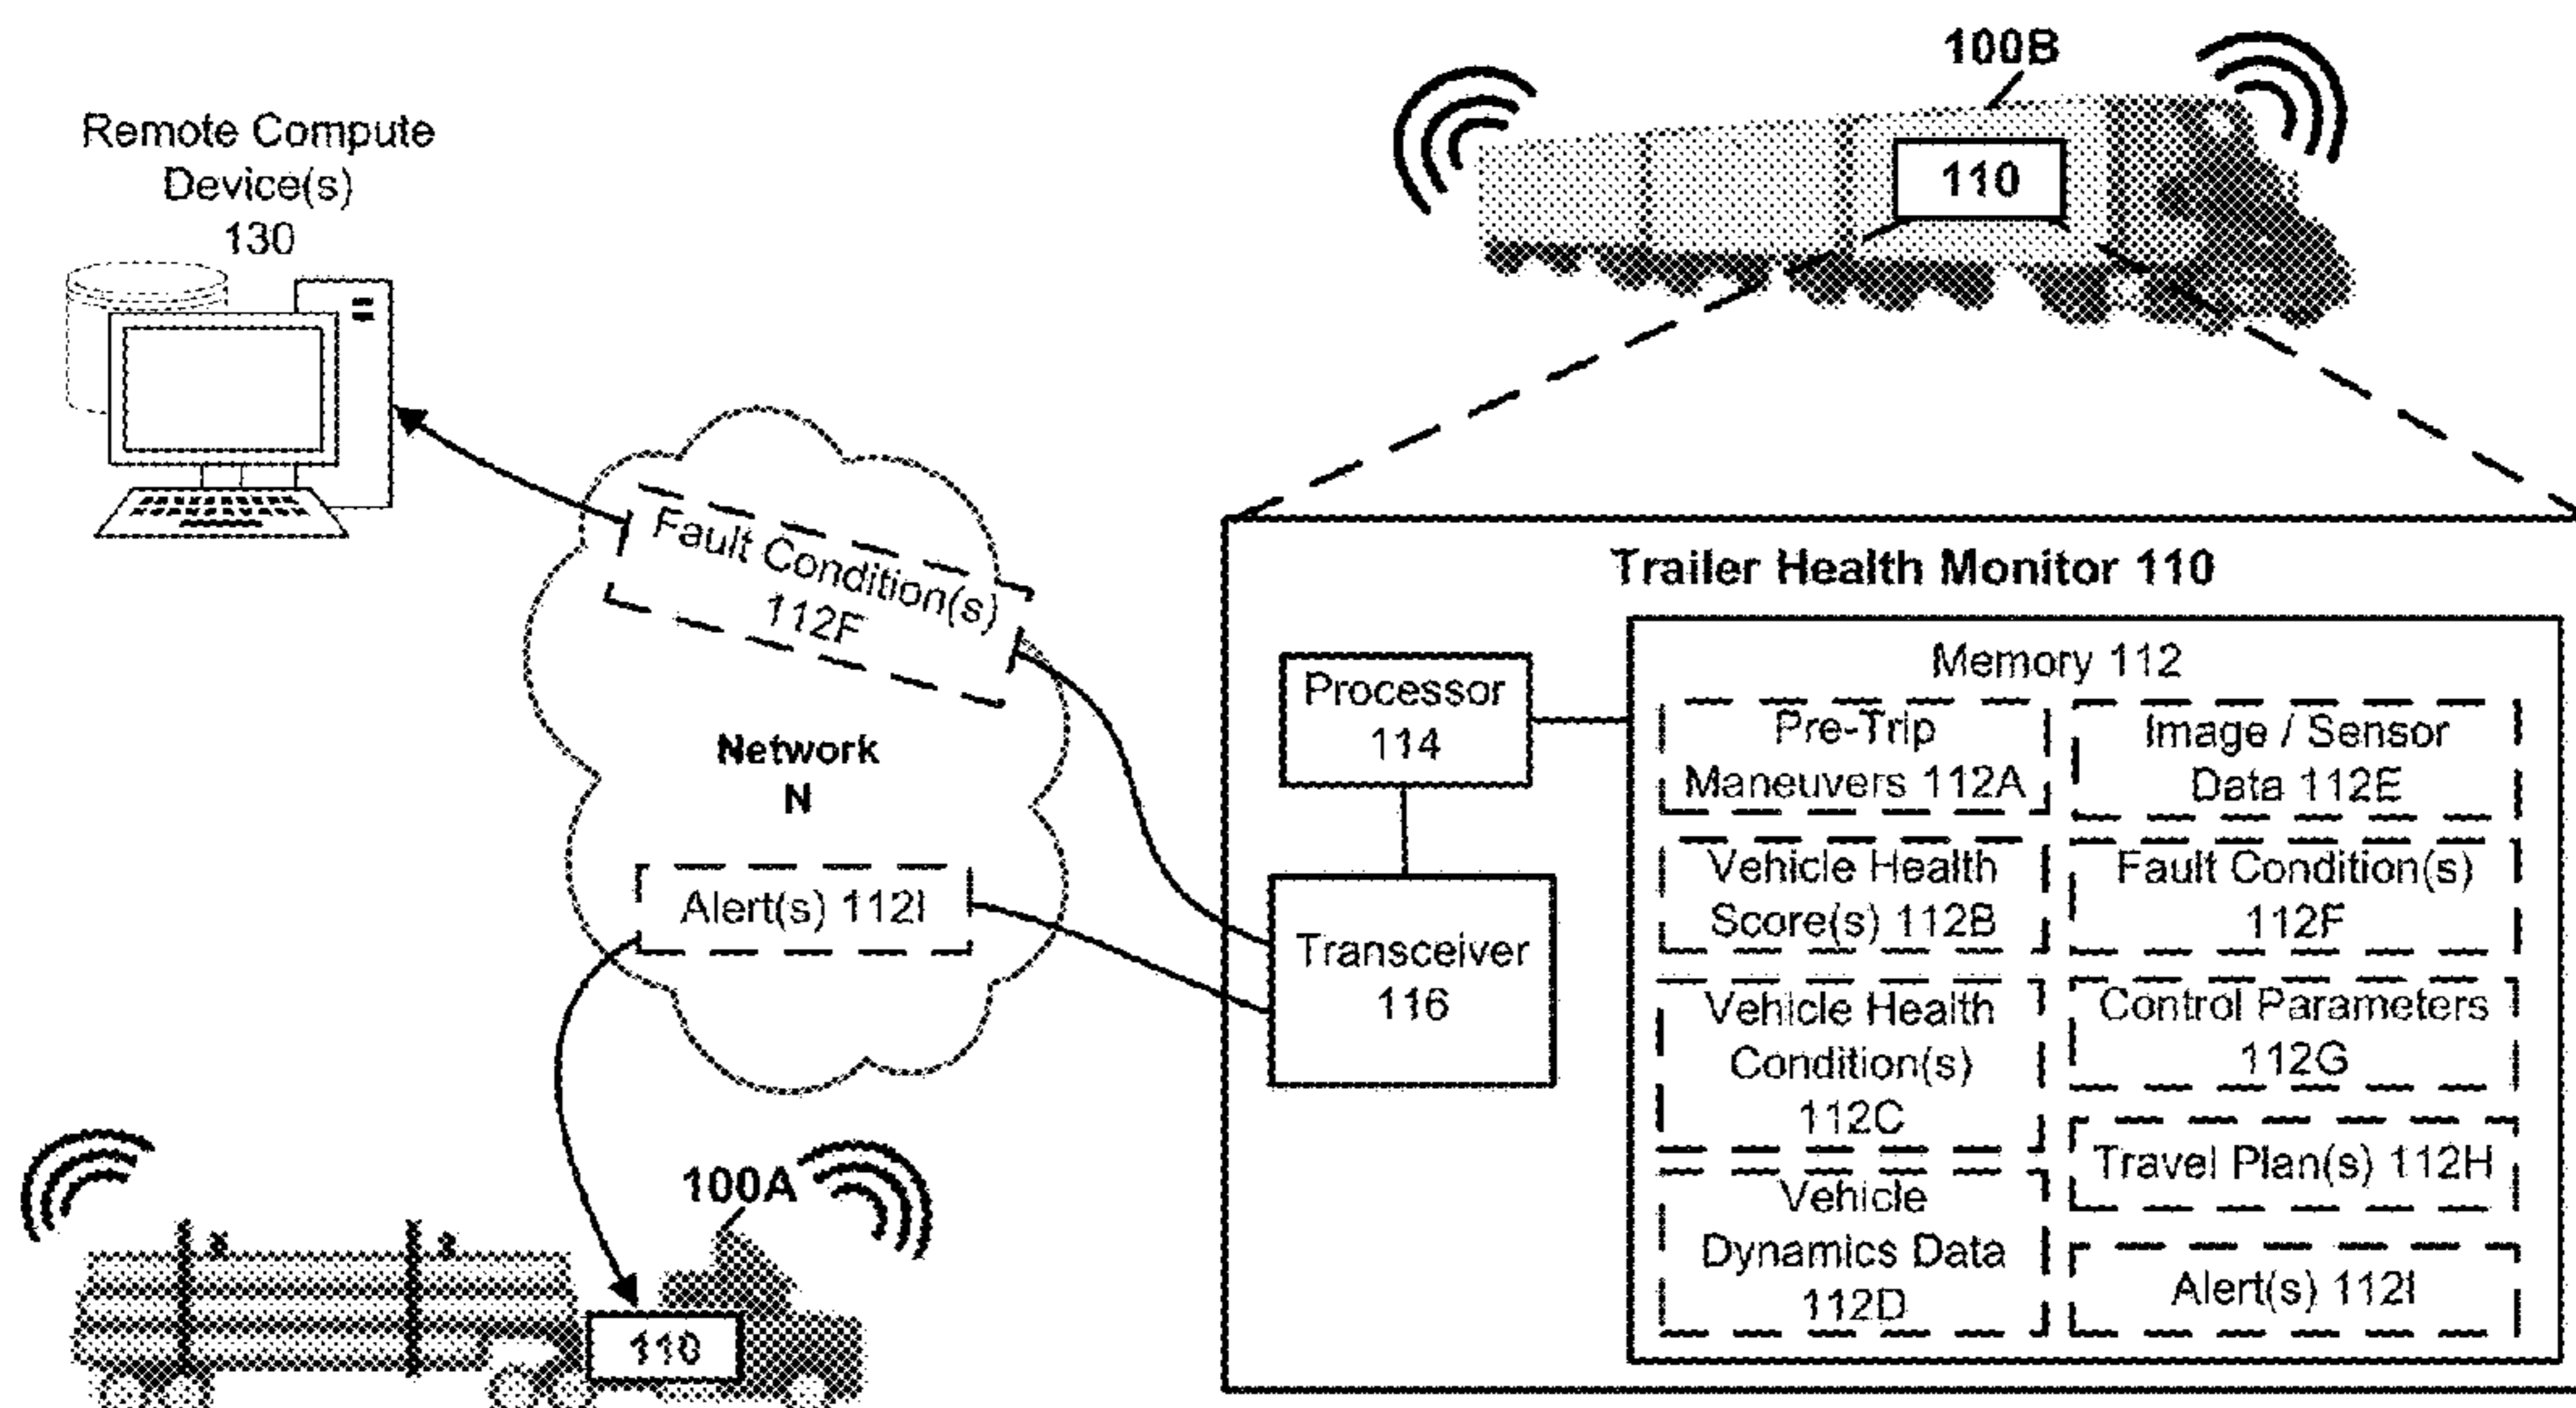 Remote Compute
Device(s)
130
100B
110
Fault Condition(s)
112F
Network
N
Alert(s) 112I
100A
110
Trailer Health Monitor 110
Processor
114
Transceiver
116
Memory 112
Pre-Trip
Maneuvers 112A
Vehicle Health
Score(s) 112B
Vehicle Health
Condition(s)
112C
Vehicle
Dynamics Data
112D
Image / Sensor
Data 112E
Fault Condition(s)
112F
Control Parameters
112G
Travel Plan(s) 112H
Alert(s) 112I